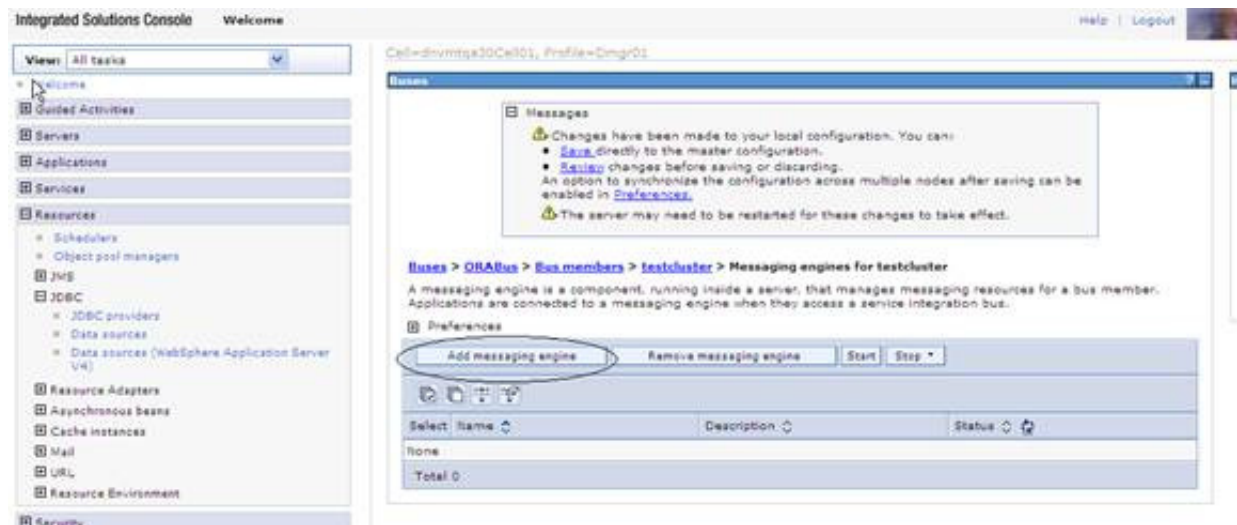 Integrated Solutions Console Welcome Help | Logout
View: All tasks
Welcome
Guided Activities
Servers
Applications
Services
Resources
Schedulers
Object pool managers
JMS
JDBC
JDBC providers
Data sources
Data sources (WebSphere Application Server V4)
Resource Adapters
Asynchronous beans
Cache instances
Mail
URL
Resource Environment
Security
Profile=Dmgr01
Buses ? -
Messages
Changes have been made to your local configuration. You can:
Save directly to the master configuration.
Review changes before saving or discarding.
An option to synchronize the configuration across multiple nodes after saving can be
enabled in Preferences.
The server may need to be restarted for these changes to take effect.
Buses > ORABus > Bus members > testcluster > Messaging engines for testcluster
A messaging engine is a component, running inside a server, that manages messaging resources for a bus member.
Applications are connected to a messaging engine when they access a service integration bus.
Preferences
Add messaging engine Remove messaging engine Start Stop
Select Name Description Status
None
Total 0